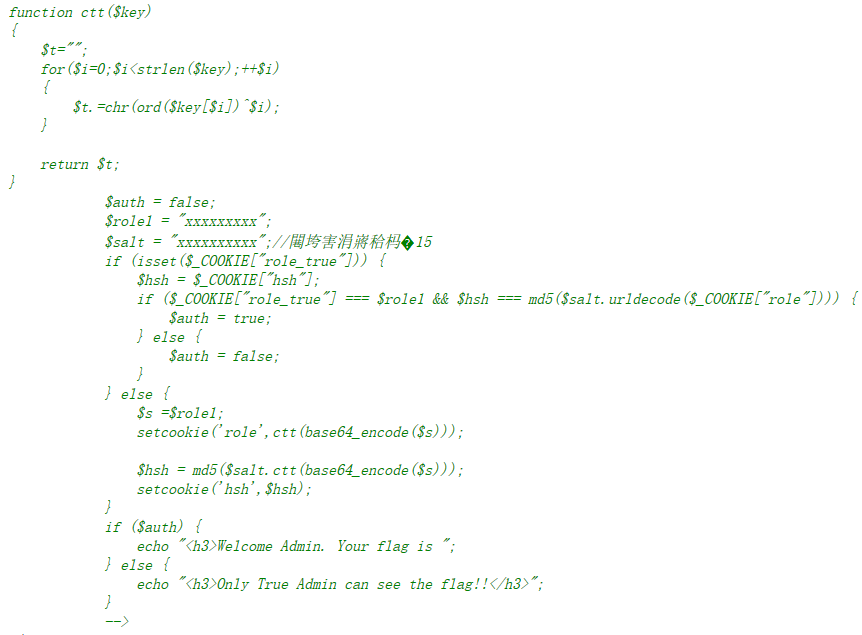 function ctt($key)
{
    $t="";
    for($i=0;$i<strlen($key);++$i)
    {
        $t.=chr(ord($key[$i])^$i);
    }
    return $t;
}
            $auth = false;
            $role1 = "xxxxxxxxx";
            $salt = "xxxxxxxxxx";//闀垮害涓嶈秴杩�15
            if (isset($_COOKIE["role_true"])) {
                $hsh = $_COOKIE["hsh"];
                if ($_COOKIE["role_true"] === $role1 && $hsh === md5($salt.urldecode($_COOKIE["role"]))) {
                    $auth = true;
                } else {
                    $auth = false;
                }
            } else {
                $s =$role1;
                setcookie('role',ctt(base64_encode($s)));
                $hsh = md5($salt.ctt(base64_encode($s)));
                setcookie('hsh',$hsh);
            }
            if ($auth) {
                echo "<h3>Welcome Admin. Your flag is ";
            } else {
                echo "<h3>Only True Admin can see the flag!!</h3>";
            }
            -->